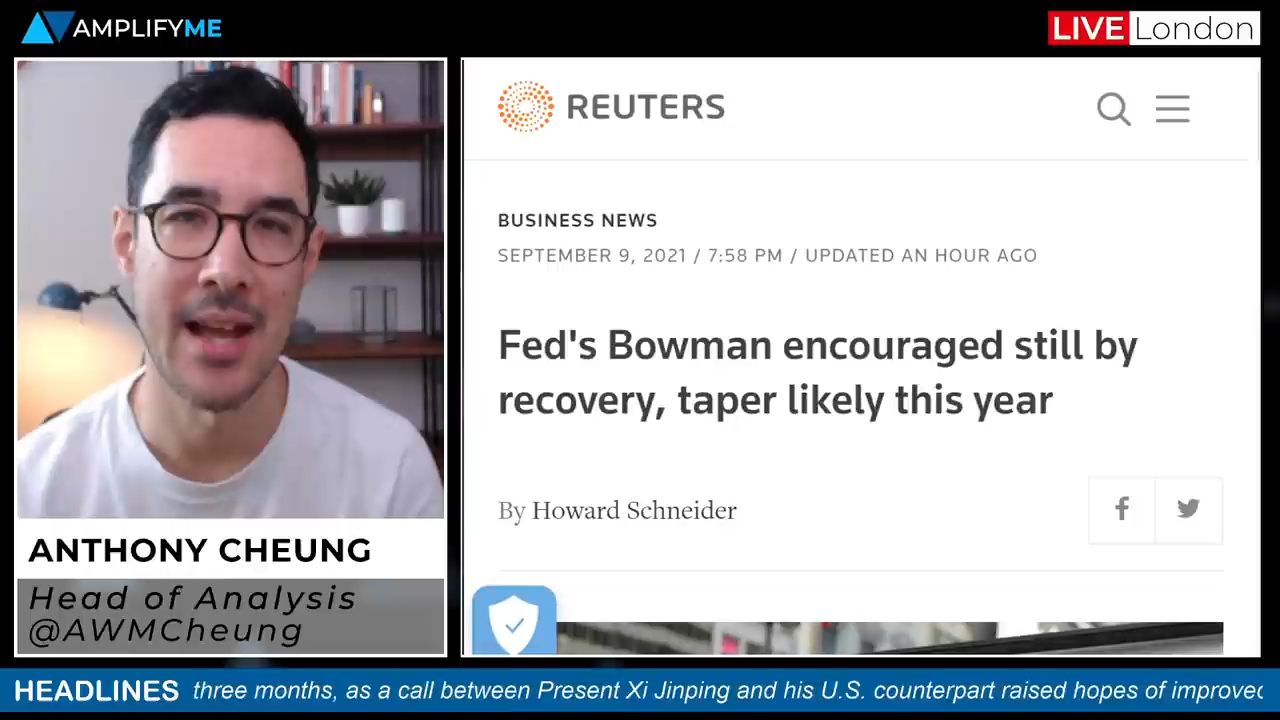 AMPLIFYME
LIVE London
REUTERS
BUSINESS NEWS
SEPTEMBER 9, 2021 / 7:58 PM / UPDATED AN HOUR AGO
Fed's Bowman encouraged still by
recovery, taper likely this year
By Howard Schneider
ANTHONY CHEUNG
Head of Analysis
@AWMCheung
HEADLINES three months, as a call between Present Xi Jinping and his U.S. counterpart raised hopes of improved